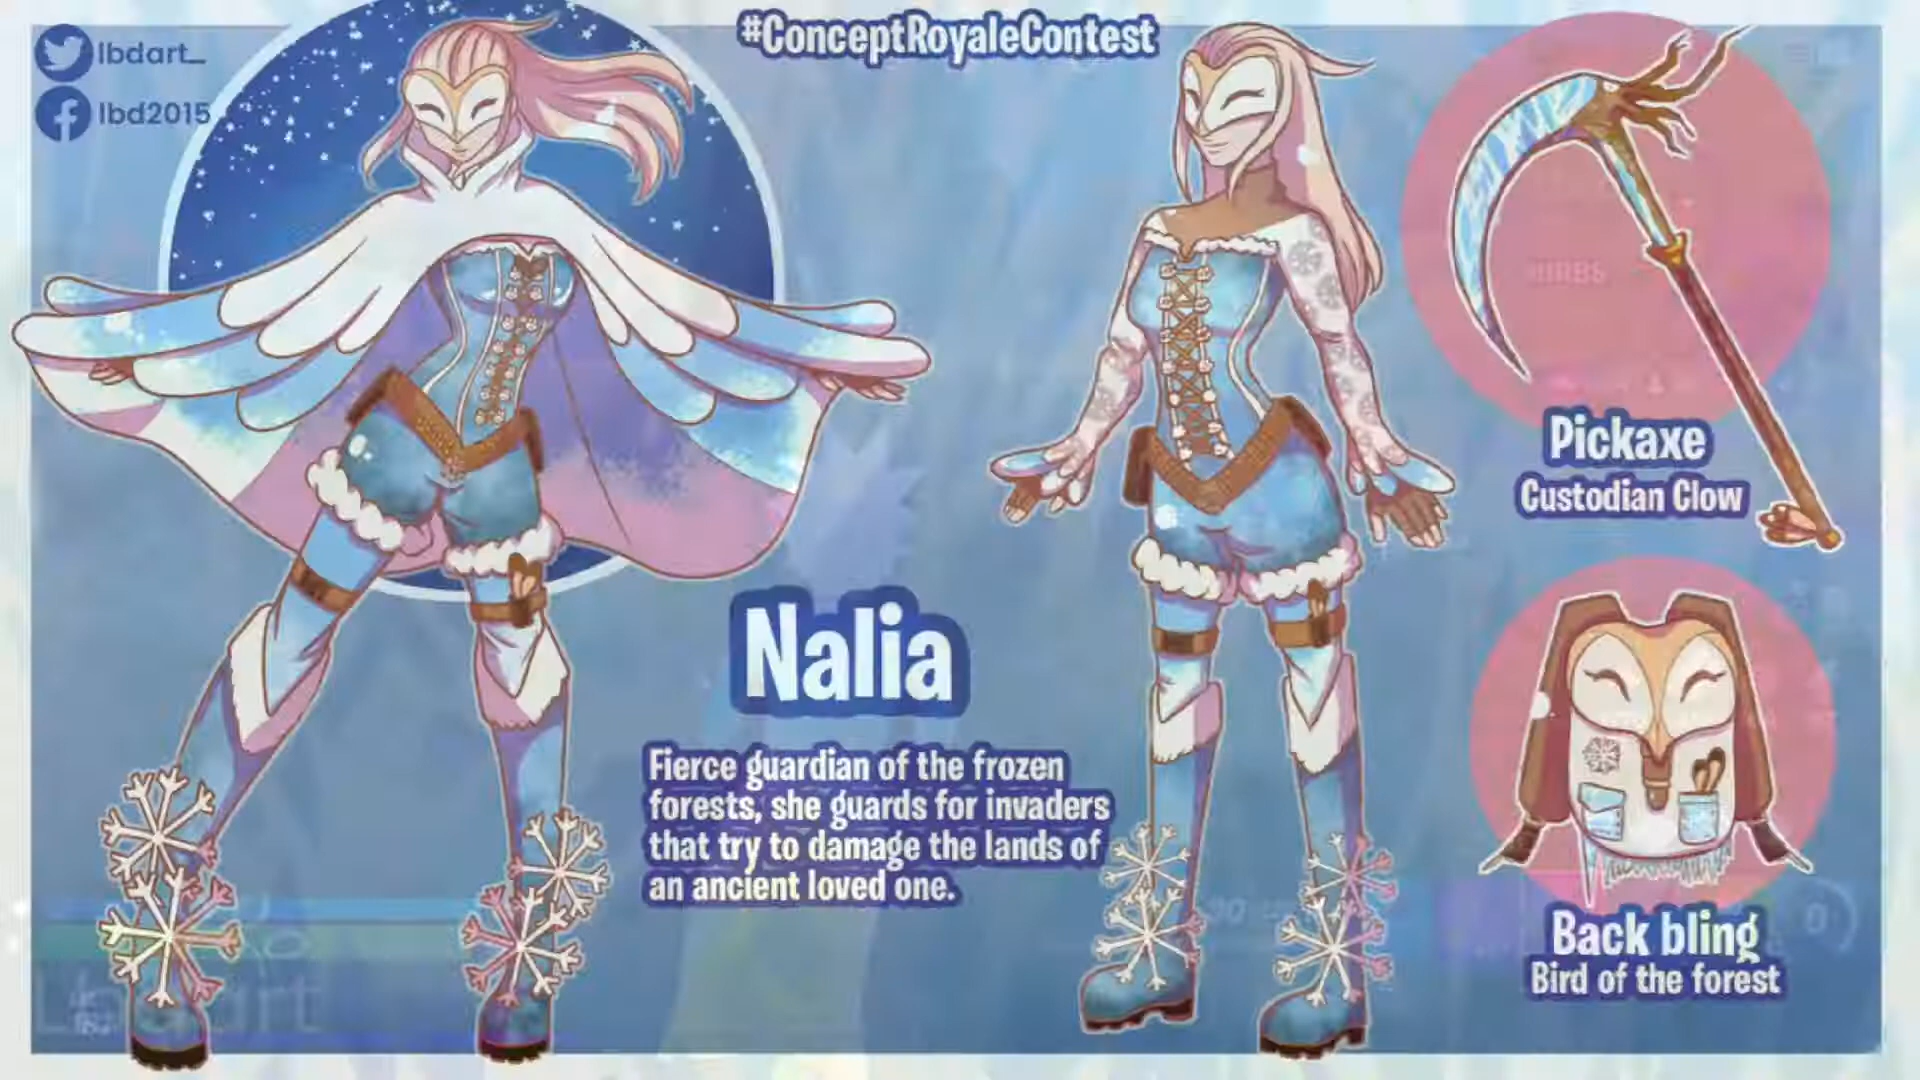 lbdart_
lbd2015
#ConceptRoyaleContest
Nalia
Fierce guardian of the frozen
forests, she guards for invaders
that try to damage the lands of
an ancient loved one.
Pickaxe
Custodian Clow
Back bling
Bird of the forest